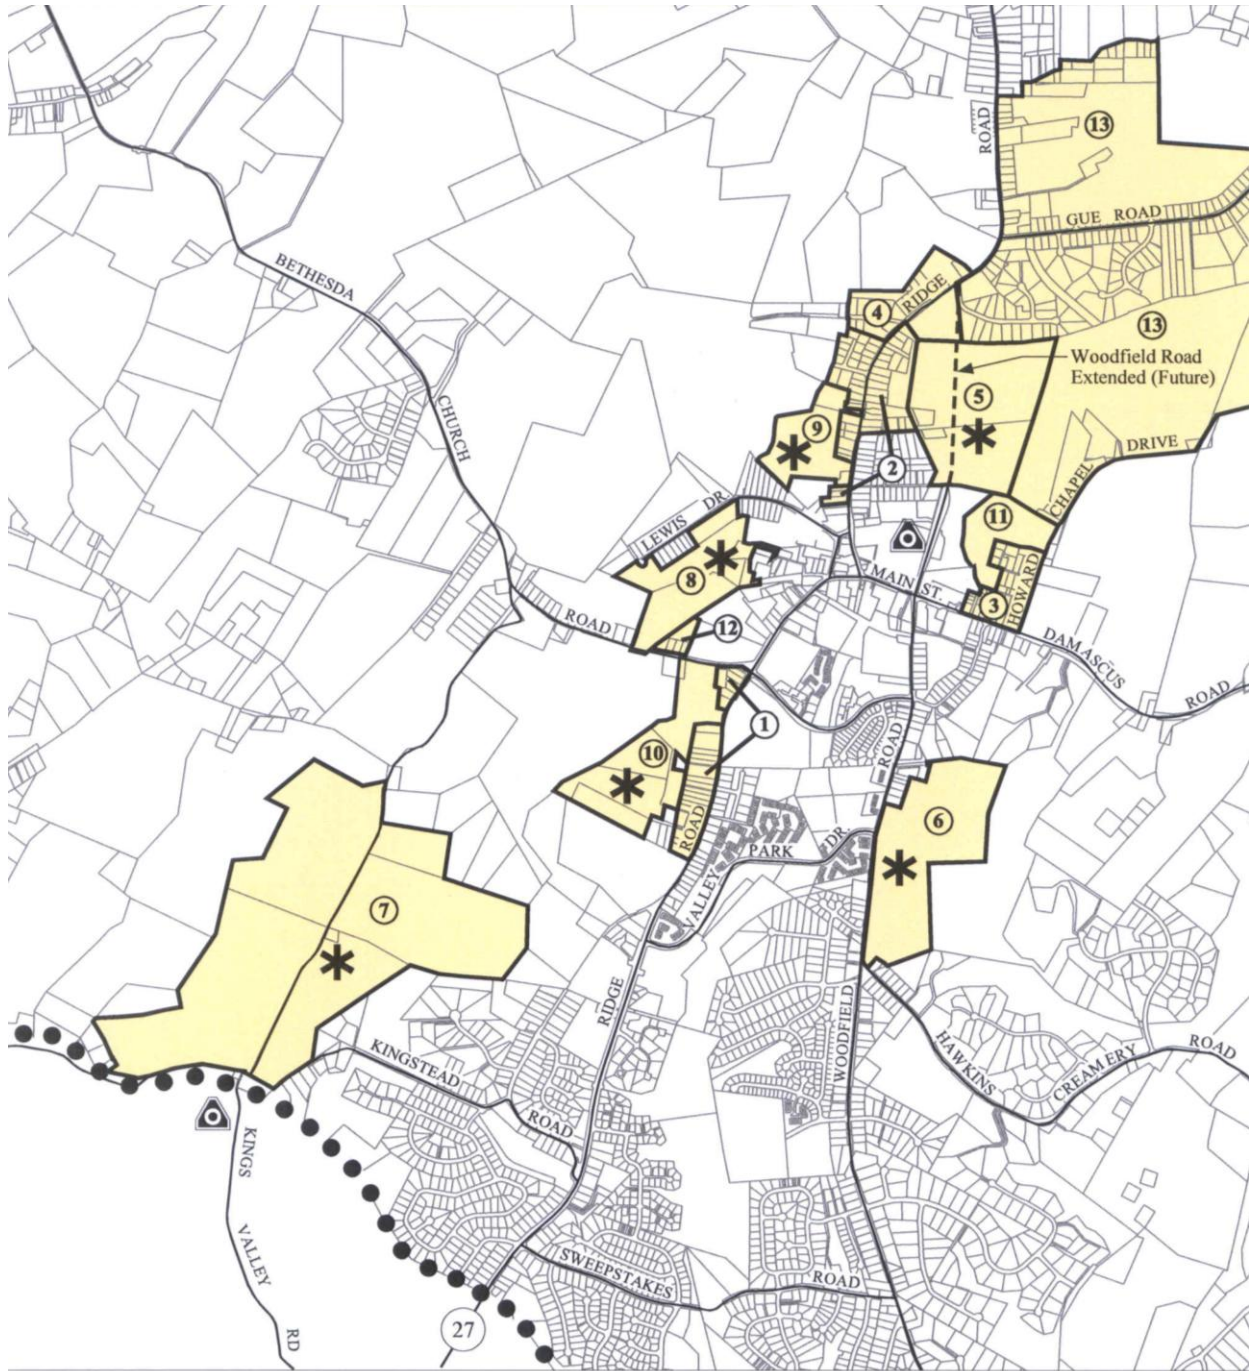 ROAD
13
GUE ROAD
BETHESDA
RIDGE
4
13
Woodfield Road
Extended (Future)
5
CHURCH
9
DRIVE
2
CHAPEL
LEWIS DR.
11
8
MAIN ST.
HOWARD
3
ROAD
12
DAMASCUS
ROAD
1
10
ROAD
6
ROAD
PARK DR.
VALLEY
7
RIDGE
WOODFIELD
HAWKINS
CREAMERY
ROAD
KINGSTEAD
ROAD
KINGS
VALLEY
RD
SWEEPSTAKES
ROAD
27